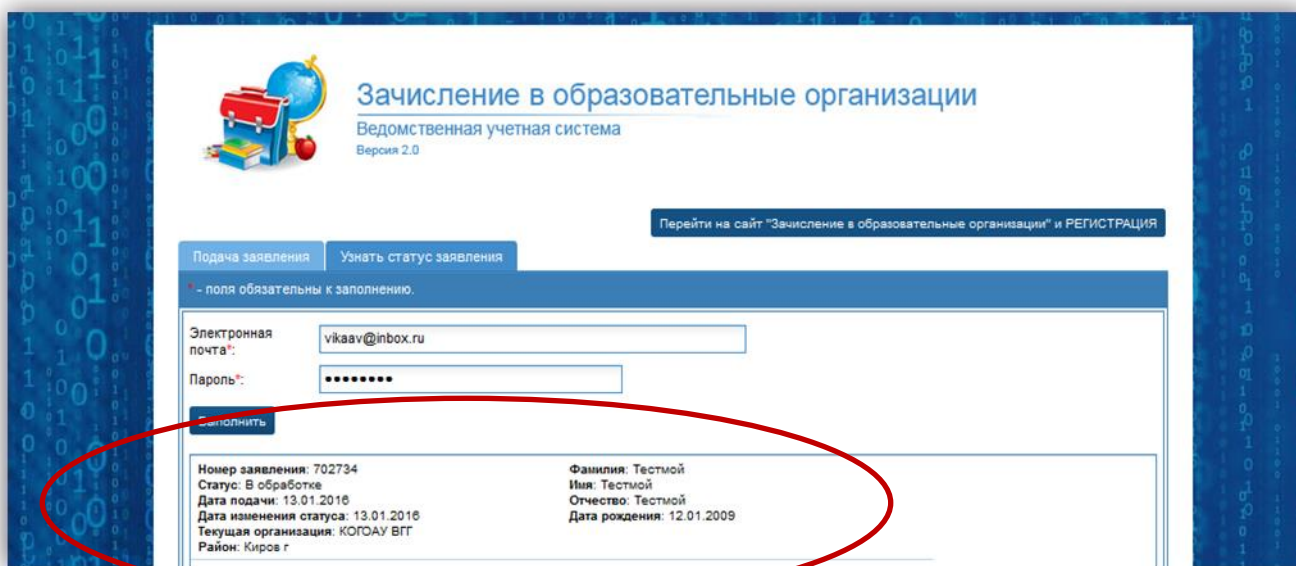 Зачисление в образовательные организации
Ведомственная учетная система
Версия 2.0
Перейти на сайт "Зачисление в образовательные организации" и РЕГИСТРАЦИЯ
Подача заявления Узнать статус заявления
* - поля обязательны к заполнению.
Электронная
почта*: vikaav@inbox.ru
Пароль*: ••••••••
Выполнить
Номер заявления: 702734 Фамилия: Тестмой
Статус: В обработке Имя: Тестмой
Дата подачи: 13.01.2016 Отчество: Тестмой
Дата изменения статуса: 13.01.2016 Дата рождения: 12.01.2009
Текущая организация: КОГОАУ ВГГ
Район: Киров г